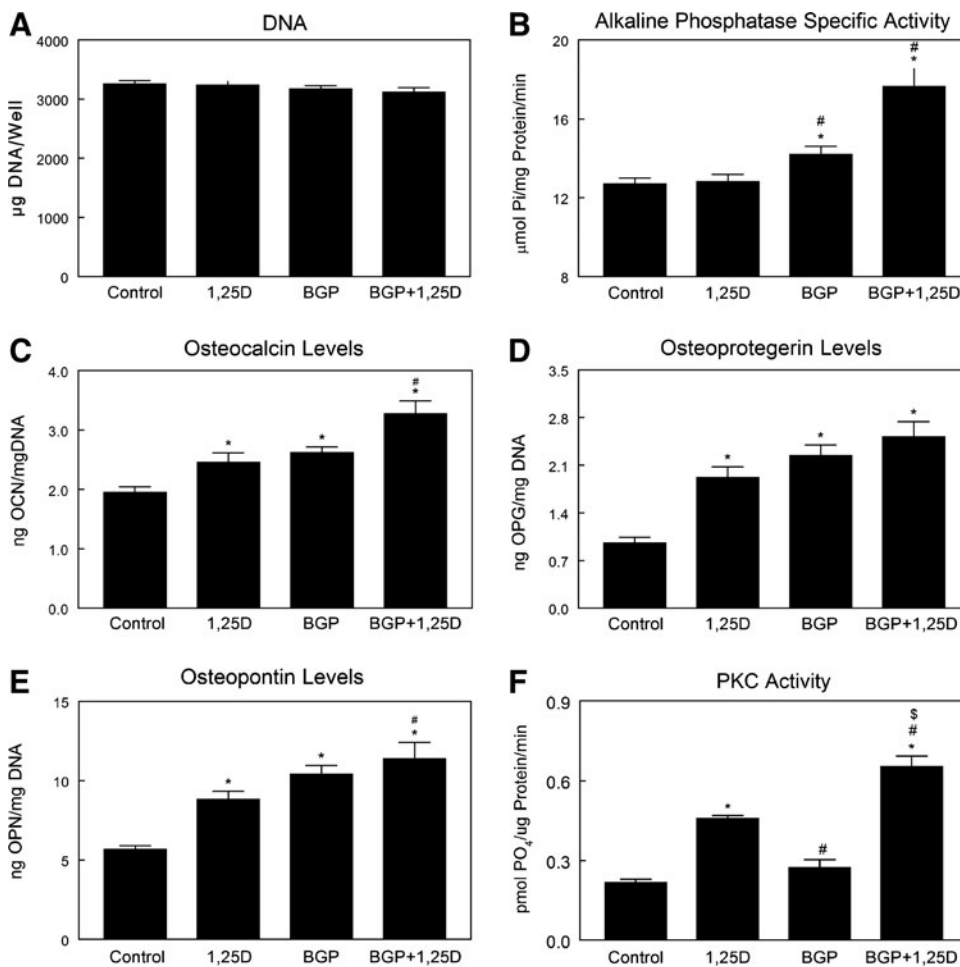 A
DNA
µg DNA/Well
4000
3000
2000
1000
0
Control 1,25D BGP BGP+1,25D
B
Alkaline Phosphatase Specific Activity
µmol Pi/mg Protein/min
20
16
12
8
#
*
#
*
Control 1,25D BGP BGP+1,25D
C
Osteocalcin Levels
ng OCN/mgDNA
4.0
3.0
2.0
1.0
0.0
* * #
*
Control 1,25D BGP BGP+1,25D
D
Osteoprotegerin Levels
ng OPG/mg DNA
3.5
2.8
2.1
1.4
0.7
0.0
* * *
Control 1,25D BGP BGP+1,25D
E
Osteopontin Levels
ng OPN/mg DNA
15
10
5
0
* * #
*
Control 1,25D BGP BGP+1,25D
F
PKC Activity
pmol PO₄/ug Protein/min
0.9
0.6
0.3
0.0
* # $
#
*
Control 1,25D BGP BGP+1,25D